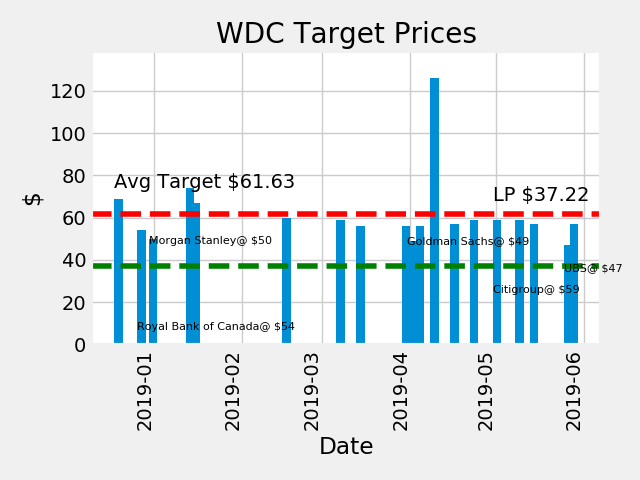 WDC Target Prices
120
100
80
60
40
20
0
$
Avg Target $61.63
LP $37.22
Morgan Stanley@ $50
Goldman Sachs@ $49
UBS@ $47
Citigroup@ $59
Royal Bank of Canada@ $54
2019-01
2019-02
2019-03
2019-04
2019-05
2019-06
Date